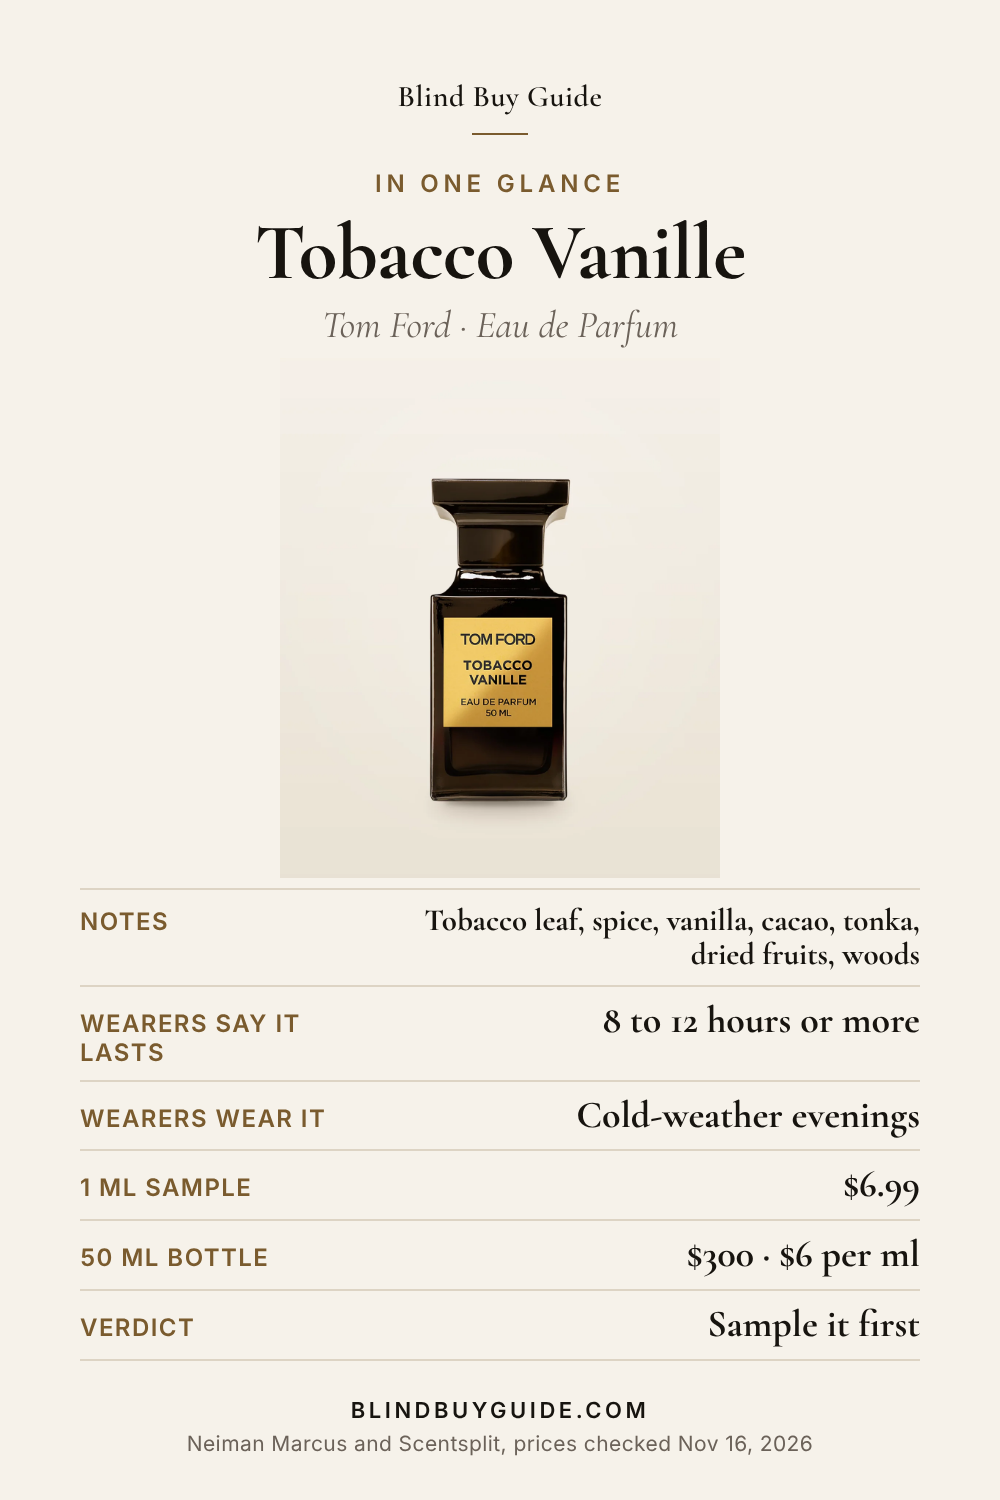 Blind Buy Guide
IN ONE GLANCE
Tobacco Vanille
Tom Ford · Eau de Parfum
TOM FORD
TOBACCO
VANILLE
EAU DE PARFUM
50 ML
NOTES
Tobacco leaf, spice, vanilla, cacao, tonka,
dried fruits, woods
WEARERS SAY IT
LASTS
8 to 12 hours or more
WEARERS WEAR IT
Cold-weather evenings
1 ML SAMPLE
$6.99
50 ML BOTTLE
$300 · $6 per ml
VERDICT
Sample it first
BLINDBUYGUIDE.COM
Neiman Marcus and Scentsplit, prices checked Nov 16, 2026